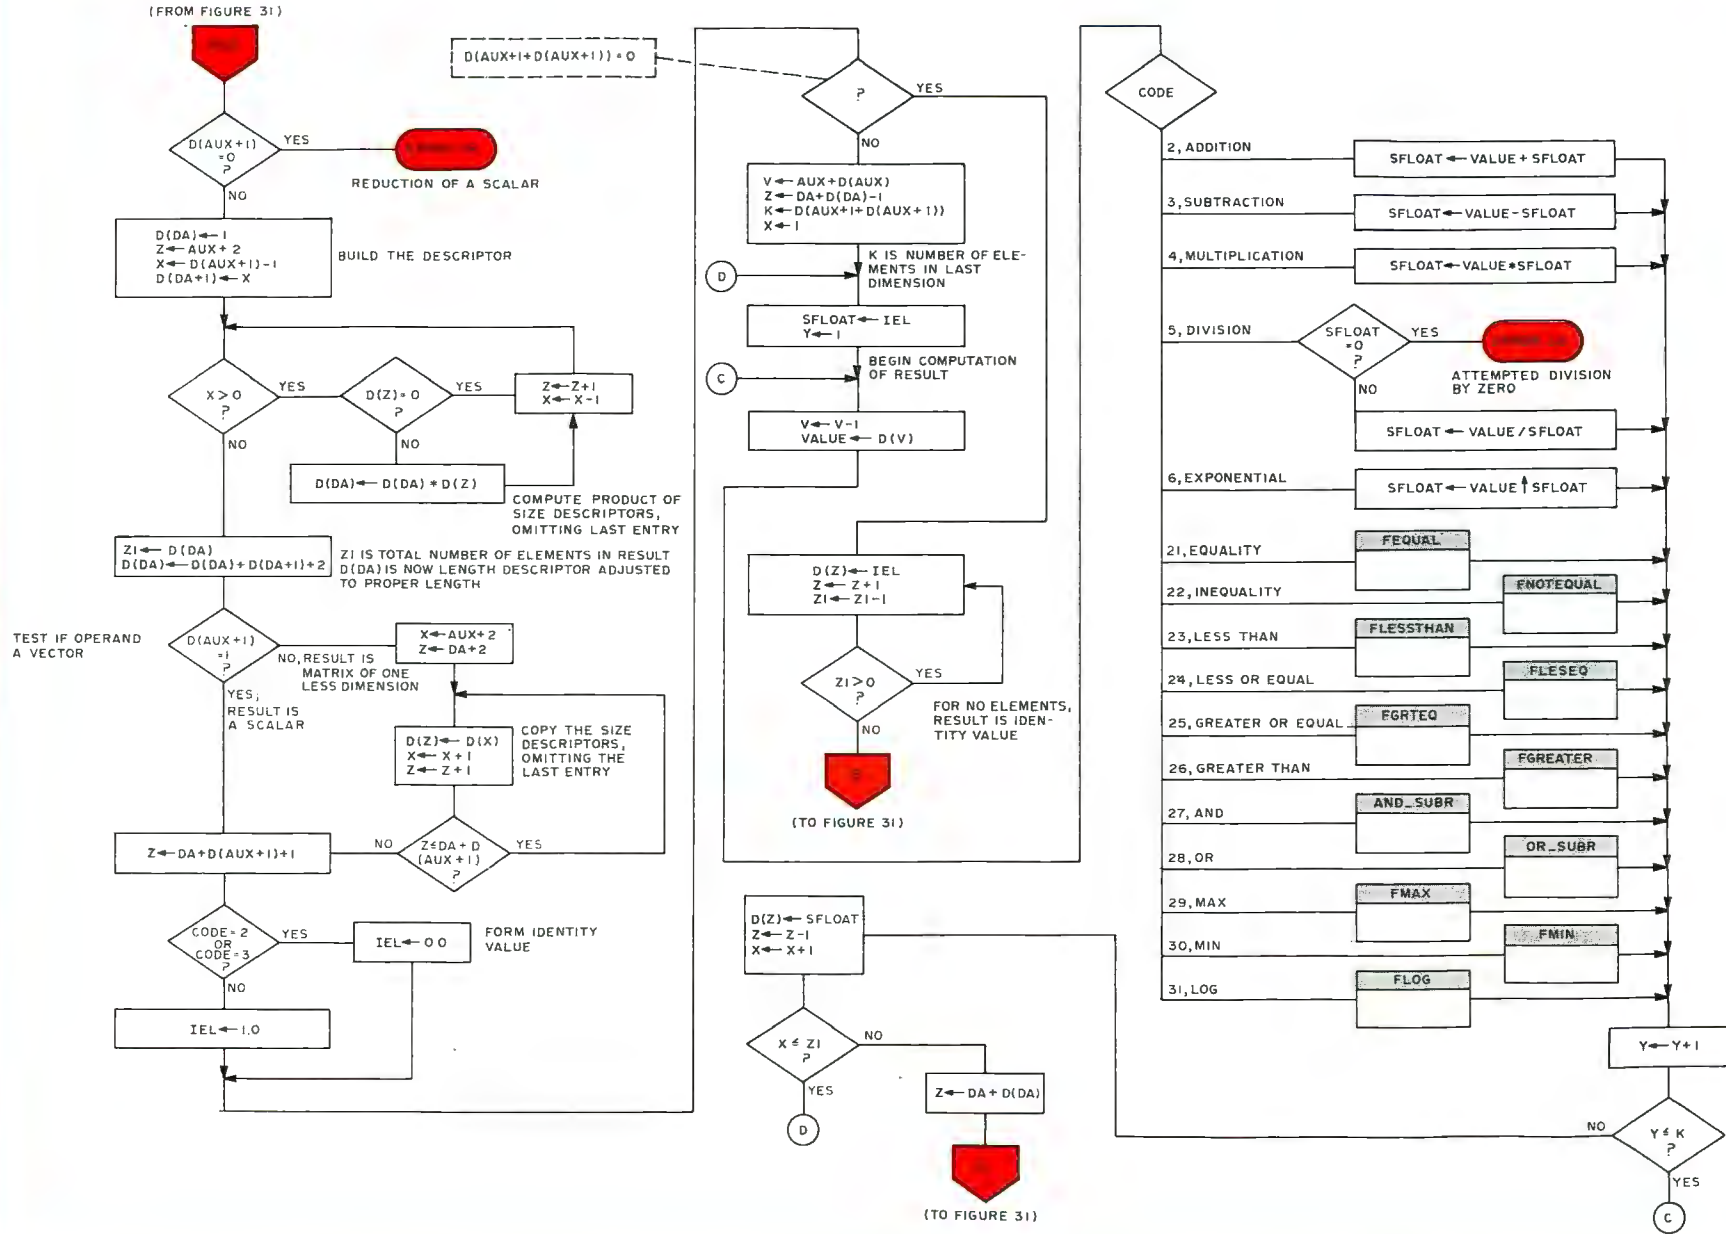 (FROM FIGURE 31)
D(AUX+1)
=0
?
YES
REDUCTION OF A SCALAR
NO
D(DA)←1
Z←AUX+2
X←D(AUX+1)-1
D(DA+1)←X
BUILD THE DESCRIPTOR
X>0
?
YES
D(Z)=0
?
YES
Z←Z+1
X←X-1
NO
NO
D(DA)←D(DA)*D(Z)
COMPUTE PRODUCT OF
SIZE DESCRIPTORS,
OMITTING LAST ENTRY
Z1←D(DA)
D(DA)←D(DA)+D(DA+1)+2
Z1 IS TOTAL NUMBER OF ELEMENTS IN RESULT
D(DA) IS NOW LENGTH DESCRIPTOR ADJUSTED
TO PROPER LENGTH
TEST IF OPERAND
A VECTOR
D(AUX+1)
=1
?
NO, RESULT IS
MATRIX OF ONE
LESS DIMENSION
X←AUX+2
Z←DA+2
YES,
RESULT IS
A SCALAR
D(Z)←D(X)
X←X+1
Z←Z+1
COPY THE SIZE
DESCRIPTORS,
OMITTING THE
LAST ENTRY
Z≤DA+D
(AUX+1)
?
NO
YES
Z←DA+D(AUX+1)+1
CODE=2
OR
CODE=3
?
YES
IEL←0.0
FORM IDENTITY
VALUE
NO
IEL←1.0
D(AUX+1+D(AUX+1))=0
?
YES
NO
V←AUX+D(AUX)
Z←DA+D(DA)-1
K←D(AUX+1+D(AUX+1))
X←1
K IS NUMBER OF ELE-
MENTS IN LAST
DIMENSION
D
SFLOAT←IEL
Y←1
BEGIN COMPUTATION
OF RESULT
C
V←V-1
VALUE←D(V)
D(Z)←IEL
Z←Z+1
Z1←Z1-1
Z1>0
?
YES
FOR NO ELEMENTS,
RESULT IS IDEN-
TITY VALUE
NO
(TO FIGURE 31)
D(Z)←SFLOAT
Z←Z-1
X←X+1
X≤Z1
?
NO
YES
D
Z←DA+D(DA)
(TO FIGURE 31)
CODE
2, ADDITION
SFLOAT←VALUE+SFLOAT
3, SUBTRACTION
SFLOAT←VALUE-SFLOAT
4, MULTIPLICATION
SFLOAT←VALUE*SFLOAT
5, DIVISION
SFLOAT
=0
?
YES
ATTEMPTED DIVISION
BY ZERO
NO
SFLOAT←VALUE/SFLOAT
6, EXPONENTIAL
SFLOAT←VALUE↑SFLOAT
21, EQUALITY
FEQUAL
22, INEQUALITY
FNOTEQUAL
23, LESS THAN
FLESSTHAN
24, LESS OR EQUAL
FLESEQ
25, GREATER OR EQUAL
FGRTEQ
26, GREATER THAN
FGREATER
27, AND
AND_SUBR
28, OR
OR_SUBR
29, MAX
FMAX
30, MIN
FMIN
31, LOG
FLOG
Y←Y+1
Y≤K
?
NO
YES
C